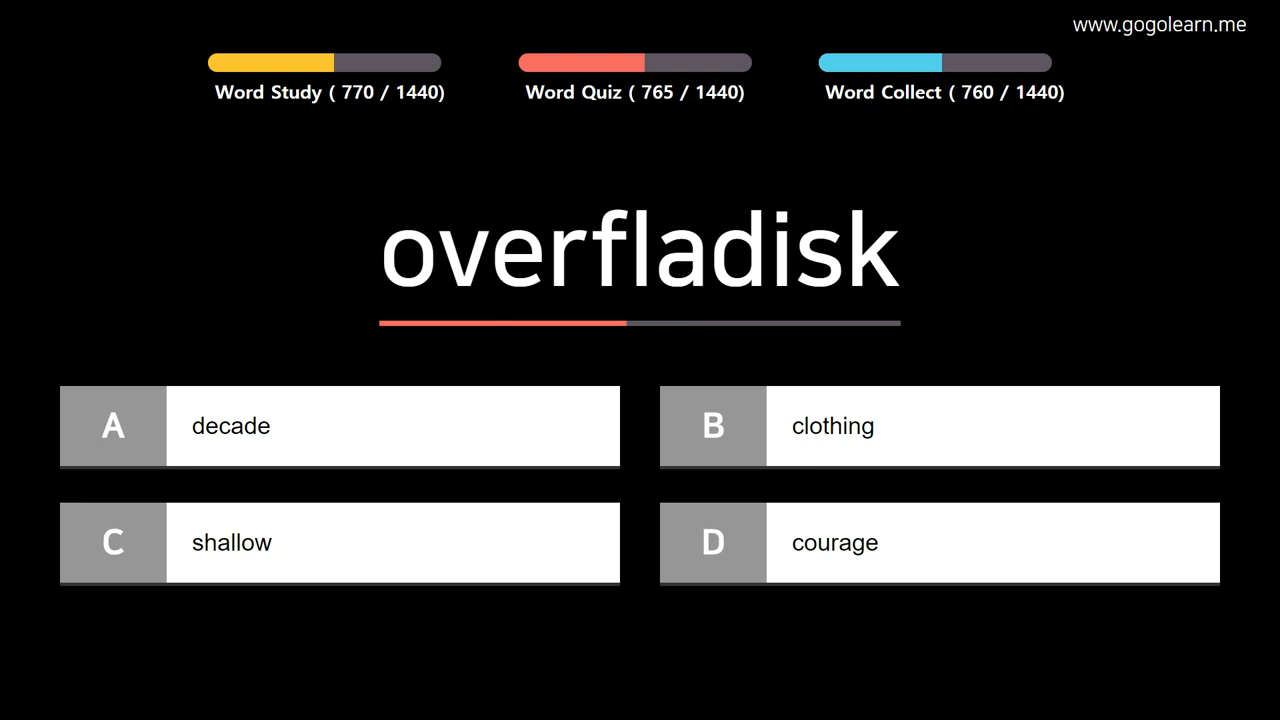 www.gogolearn.me
Word Study ( 770 / 1440)
Word Quiz ( 765 / 1440)
Word Collect ( 760 / 1440)
overfladisk
A decade
B clothing
C shallow
D courage